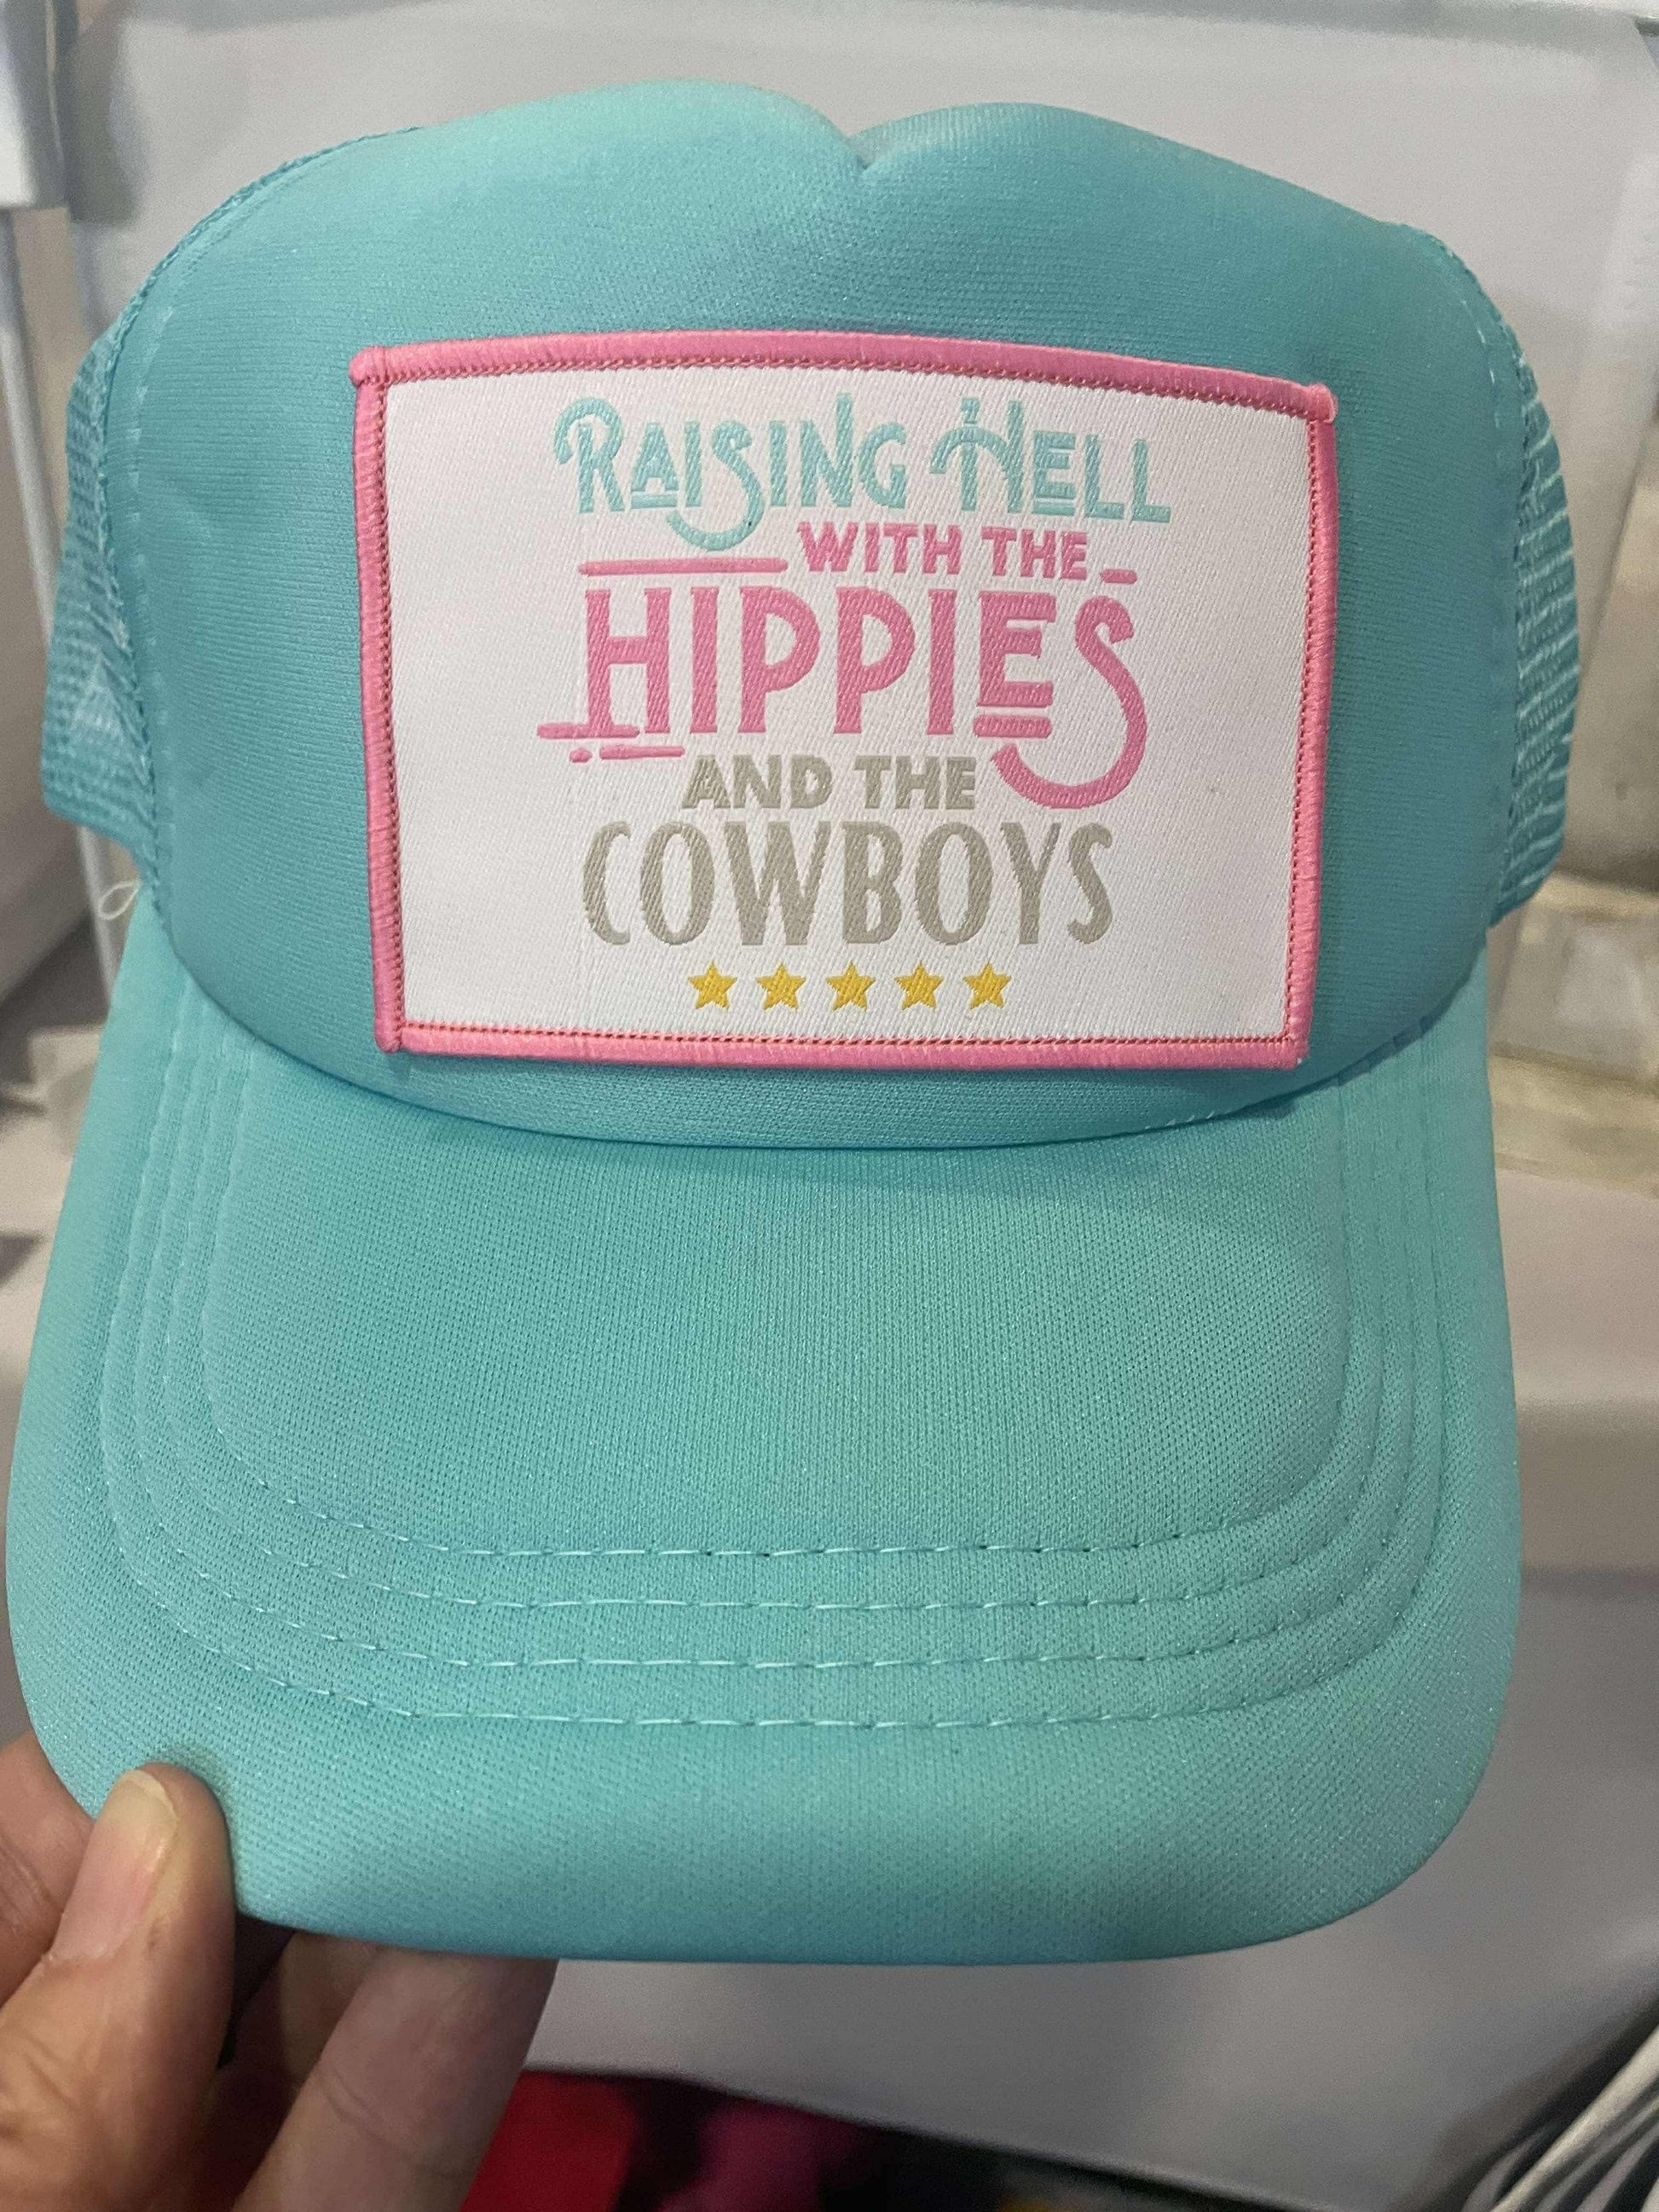 RAISING HELL
WITH THE
HIPPIES
AND THE
COWBOYS